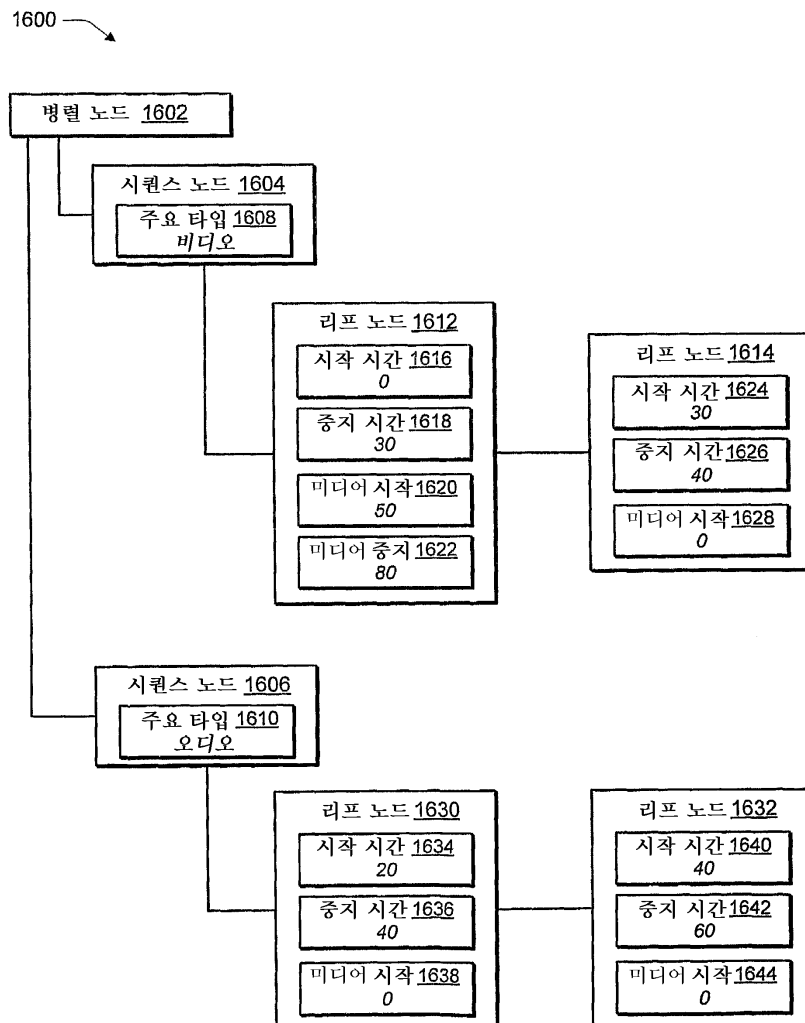 1600
병렬 노드 1602
시퀀스 노드 1604
주요 타입 1608
비디오
리프 노드 1612
시작 시간 1616
0
중지 시간 1618
30
미디어 시작 1620
50
미디어 중지 1622
80
리프 노드 1614
시작 시간 1624
30
중지 시간 1626
40
미디어 시작 1628
0
시퀀스 노드 1606
주요 타입 1610
오디오
리프 노드 1630
시작 시간 1634
20
중지 시간 1636
40
미디어 시작 1638
0
리프 노드 1632
시작 시간 1640
40
중지 시간 1642
60
미디어 시작 1644
0